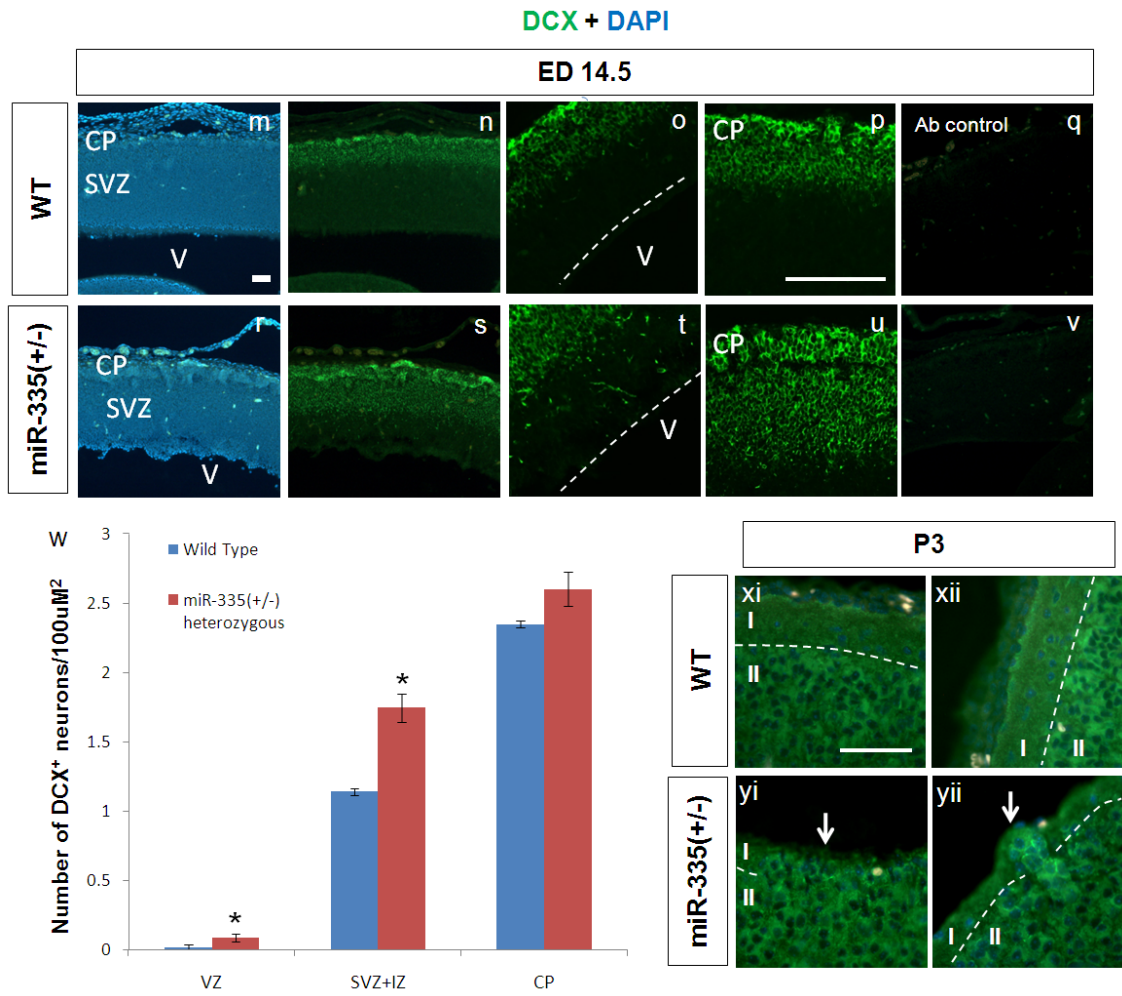 DCX + DAPI
ED 14.5
WT
m
CP
SVZ
V
n
o
V
CP
p
Ab control
q
miR-335(+/-)
r
CP
SVZ
V
s
t
V
CP
u
v
W
Number of DCX⁺ neurons/100uM²
3
2.5
2
1.5
1
0.5
0
Wild Type
miR-335(+/-)
heterozygous
*
*
VZ
SVZ+IZ
CP
P3
WT
xi
I
II
xii
I
II
miR-335(+/-)
yi
I
II
yii
I
II